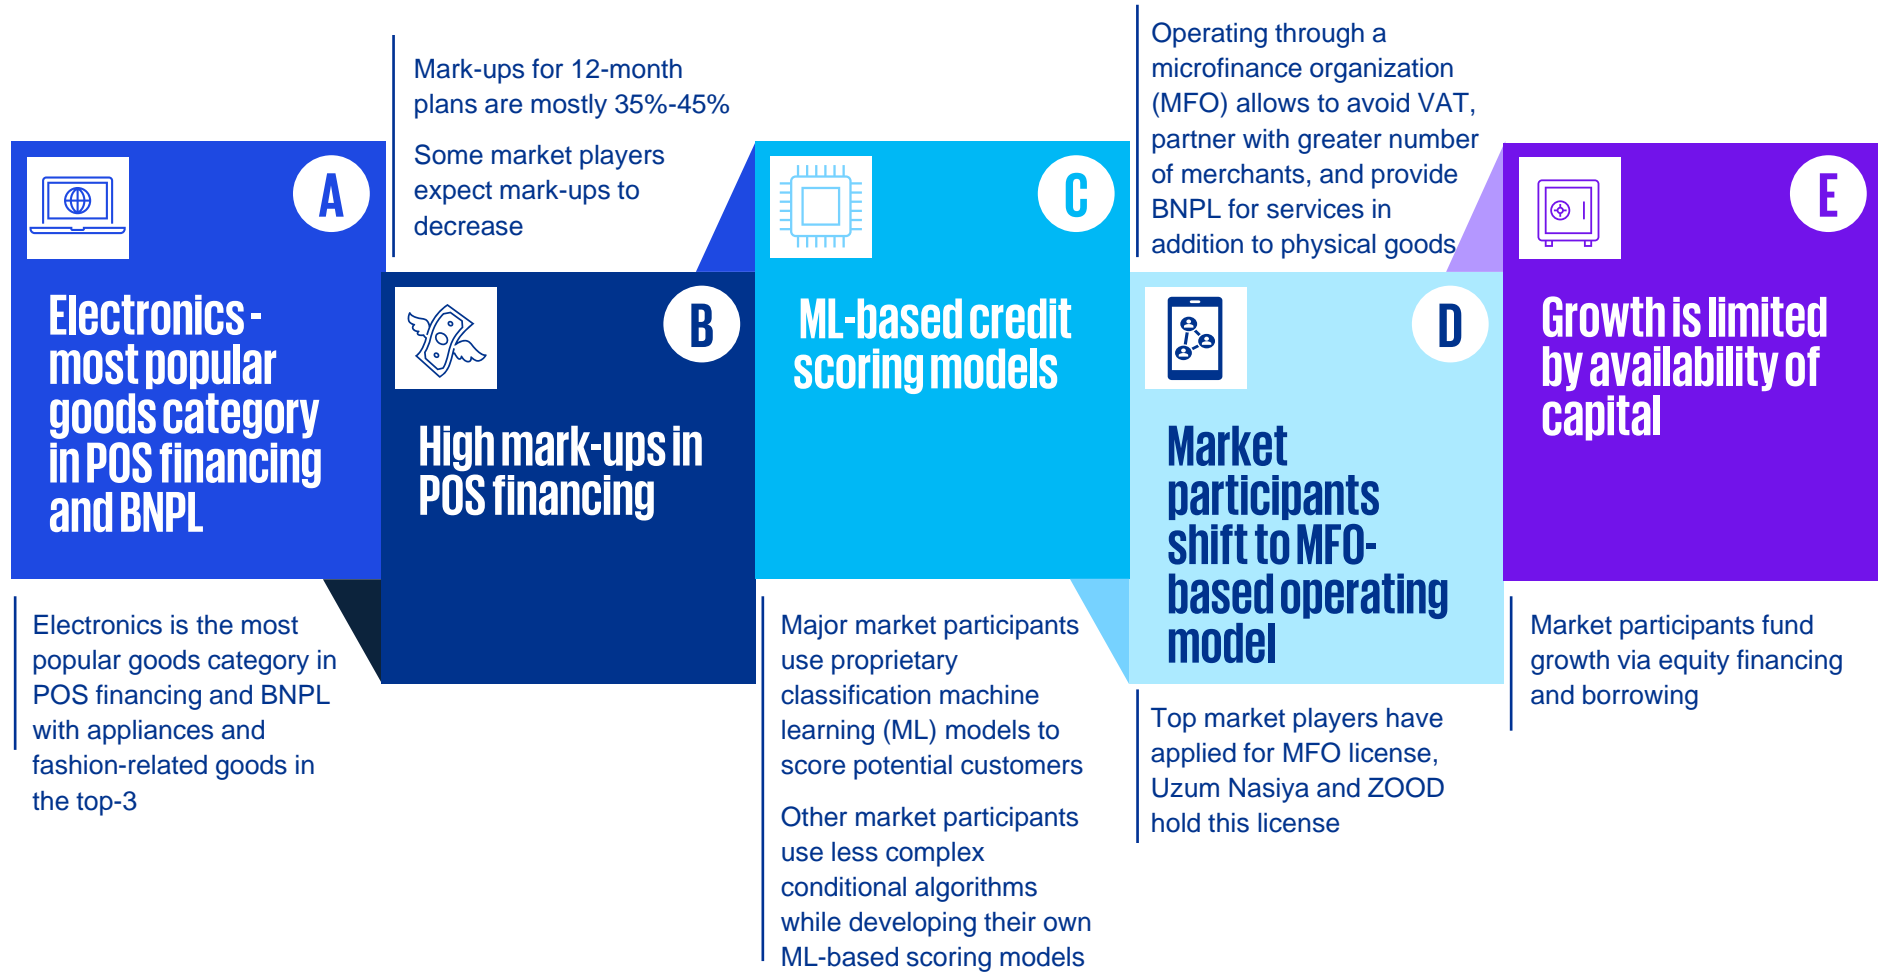 A
Electronics -
most popular
goods category
in POS financing
and BNPL
Electronics is the most
popular goods category in
POS financing and BNPL
with appliances and
fashion-related goods in
the top-3
Mark-ups for 12-month
plans are mostly 35%-45%
Some market players
expect mark-ups to
decrease
B
High mark-ups in
POS financing
C
ML-based credit
scoring models
Major market participants
use proprietary
classification machine
learning (ML) models to
score potential customers
Other market participants
use less complex
conditional algorithms
while developing their own
ML-based scoring models
Operating through a
microfinance organization
(MFO) allows to avoid VAT,
partner with greater number
of merchants, and provide
BNPL for services in
addition to physical goods
D
Market
participants
shift to MFO-
based operating
model
Top market players have
applied for MFO license,
Uzum Nasiya and ZOOD
hold this license
E
Growth is limited
by availability of
capital
Market participants fund
growth via equity financing
and borrowing